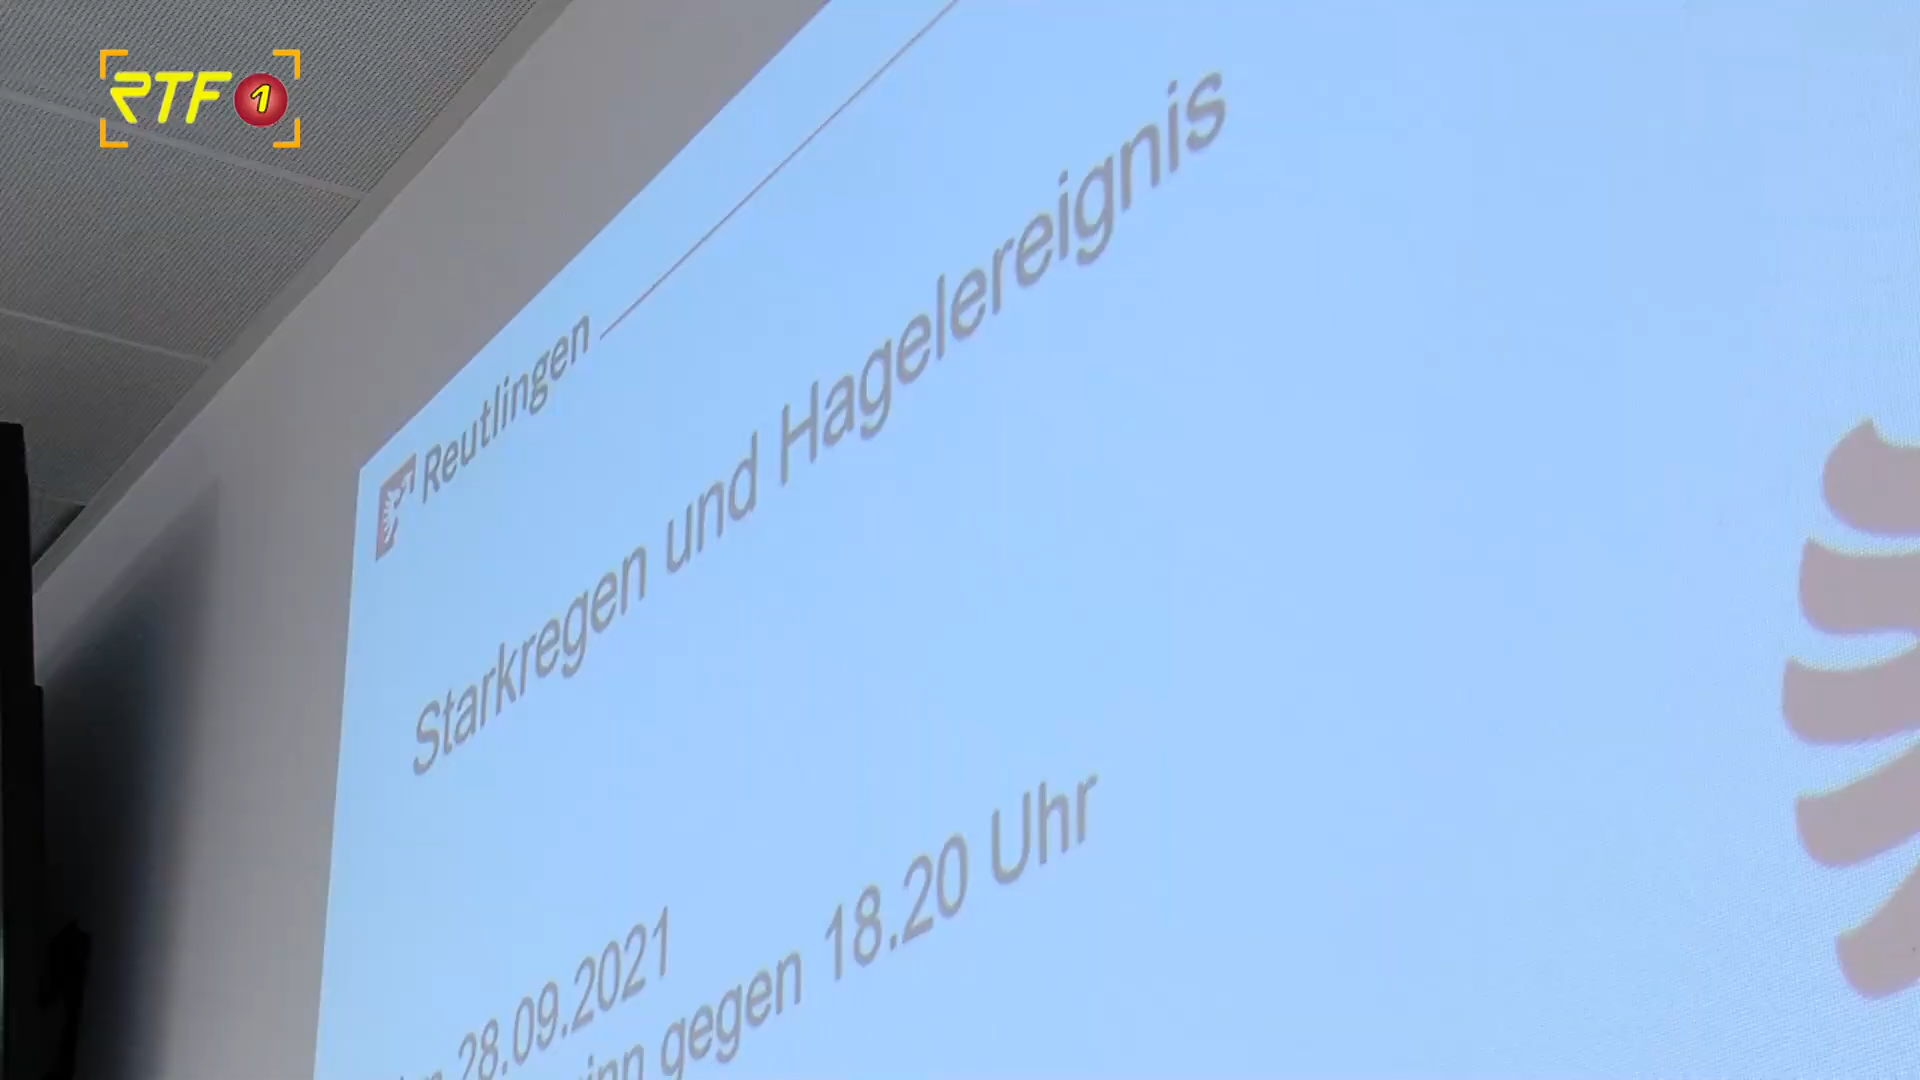 RTF 1
Reutlingen
Starkregen und Hagelereignis
28.09.2021
gegen 18.20 Uhr